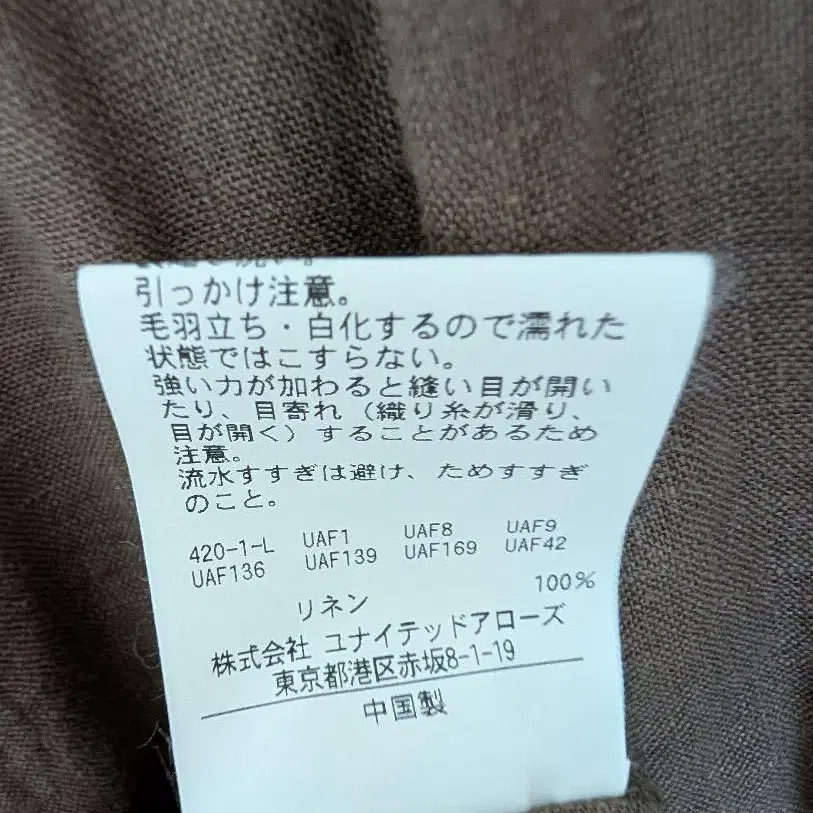 引っかけ注意。
毛羽立ち・白化するので濡れた
状態ではこすらない。
強い力が加わると縫い目が開い
たり、目寄れ（織り糸が滑り、
目が開く）することがあるため
注意。
流水すすぎは避け、ためすすぎ
のこと。
420-1-L UAF1 UAF8 UAF9
UAF136 UAF139 UAF169 UAF42
リネン 100%
株式会社 ユナイテッドアローズ
東京都港区赤坂8-1-19
中国製